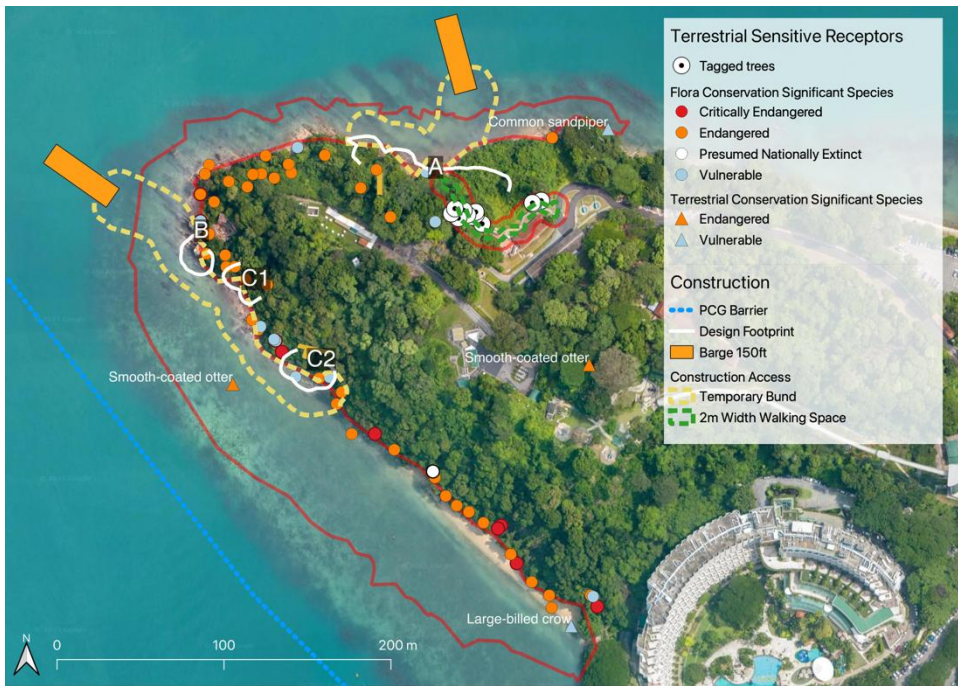 Terrestrial Sensitive Receptors
Tagged trees
Flora Conservation Significant Species
Critically Endangered
Endangered
Presumed Nationally Extinct
Vulnerable
Terrestrial Conservation Significant Species
Endangered
Vulnerable
Construction
PCG Barrier
Design Footprint
Barge 150ft
Construction Access
Temporary Bund
2m Width Walking Space
Common sandpiper
A
B
C1
C2
Smooth-coated otter
Smooth-coated otter
Large-billed crow
N
0 100 200 m